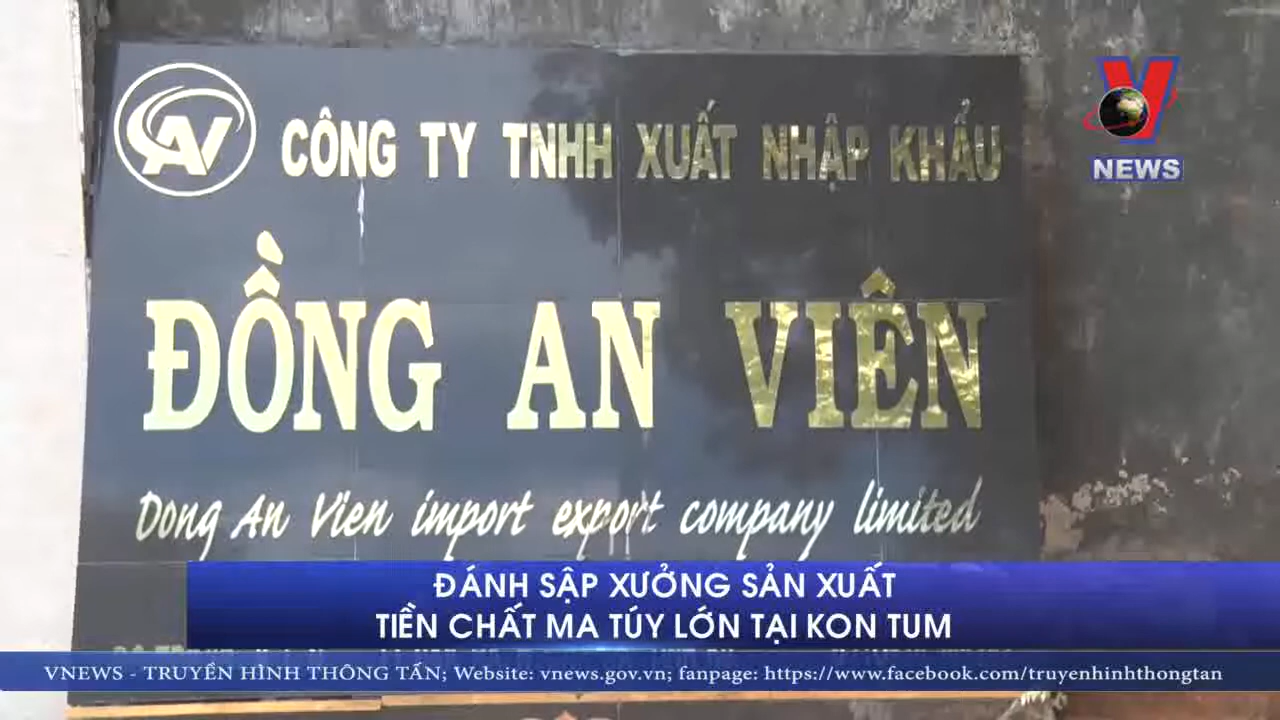 AV
CÔNG TY TNHH XUẤT NHẬP KHẨU
ĐỒNG AN VIÊN
Dong An Vien import export company limited
V
NEWS
ĐÁNH SẬP XƯỞNG SẢN XUẤT
TIỀN CHẤT MA TÚY LỚN TẠI KON TUM
VNEWS - TRUYỀN HÌNH THÔNG TẤN; Website: vnews.gov.vn; fanpage: https://www.facebook.com/truyenhinhthongtan